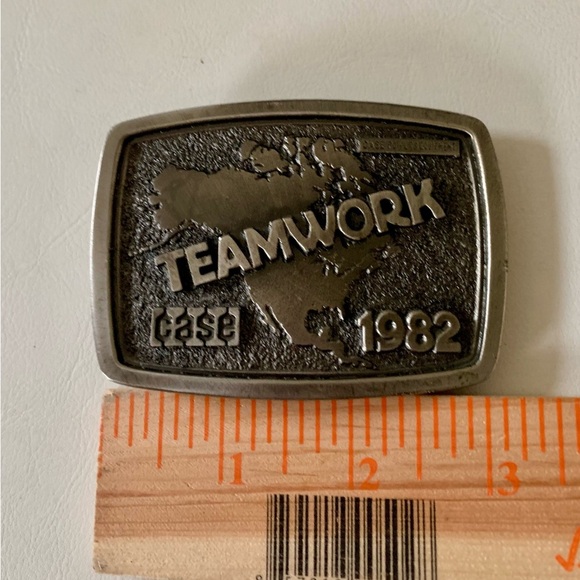 TEAMWORK
case
1982
1 2 3